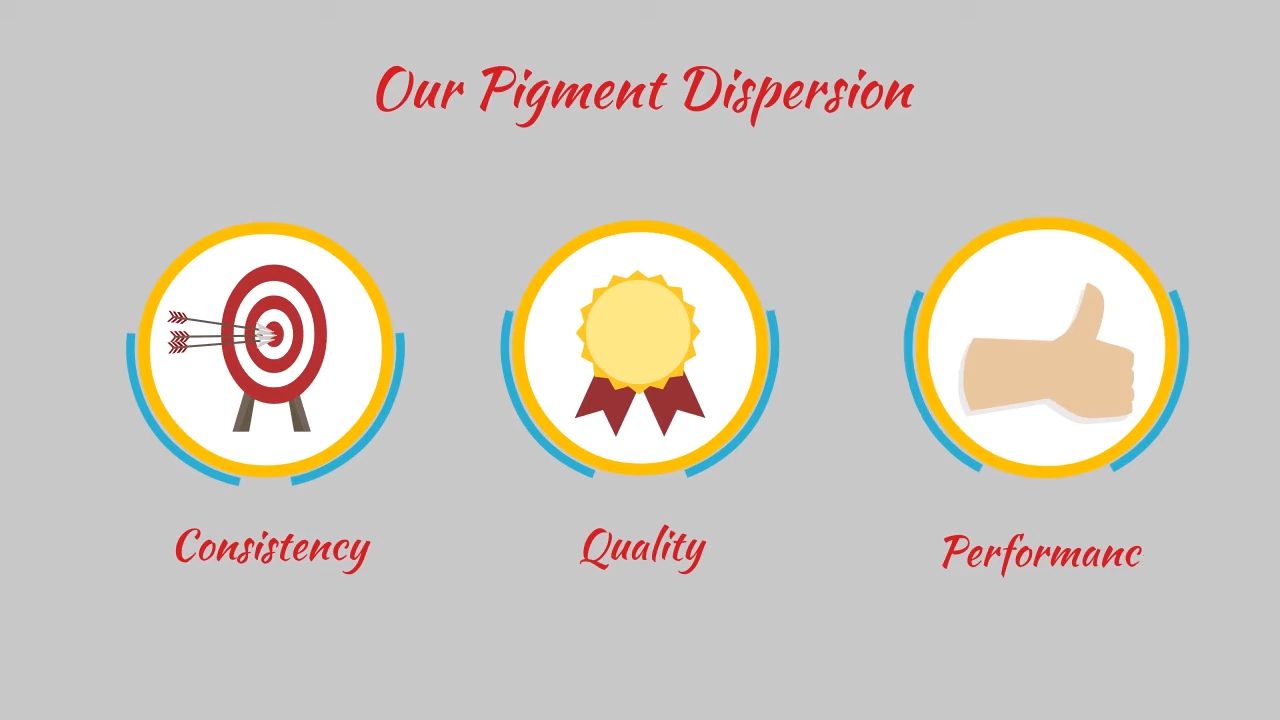 Our Pigment Dispersion
Consistency
Quality
Performanc